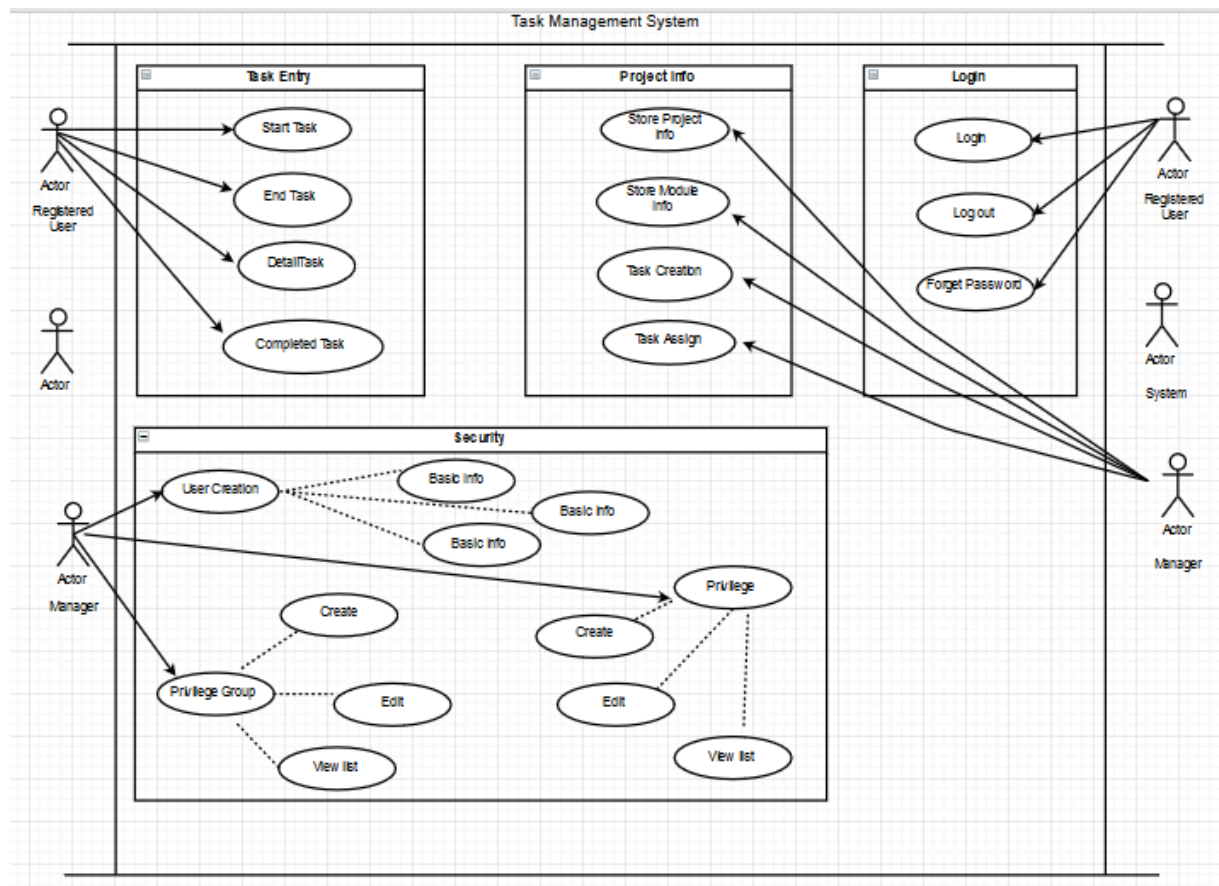 Task Management System
Task Entry
Project Info
Login
Start Task
End Task
DetailTask
Completed Task
Store Project
Info
Store Module
Info
Task Creation
Task Assign
Login
Log out
Forget Password
Actor
Registered
User
Actor
Actor
Registered
User
Actor
System
Actor
Manager
Security
User Creation
Basic Info
Basic Info
Basic Info
Actor
Manager
Privilege
Create
Create
Privilege Group
Edit
Edit
View list
View list